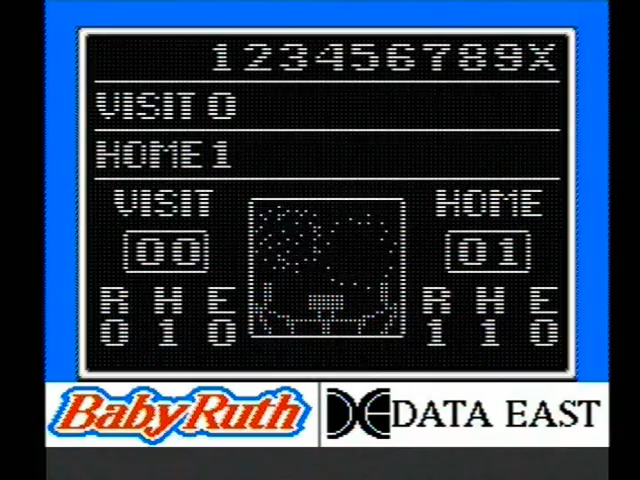 123456789X
VISIT 0
HOME 1
VISIT HOME
00 01
R H E R H E
0 1 0 1 1 0
Baby Ruth DATA EAST